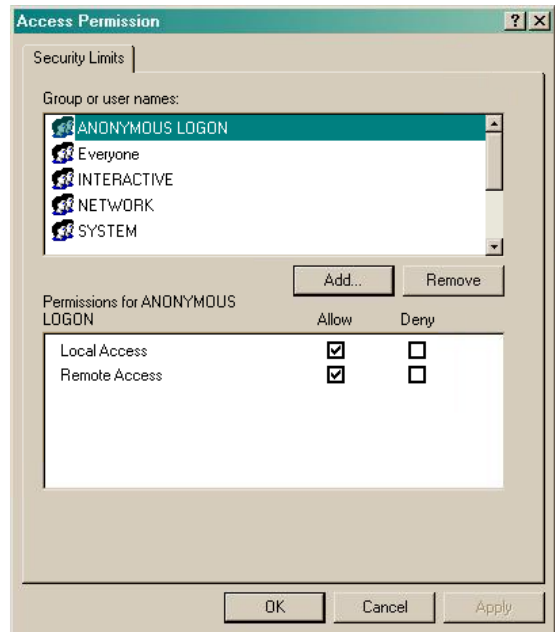 Access Permission
Security Limits
Group or user names:
ANONYMOUS LOGON
Everyone
INTERACTIVE
NETWORK
SYSTEM
Add... Remove
Permissions for ANONYMOUS
LOGON Allow Deny
Local Access
Remote Access
OK Cancel Apply